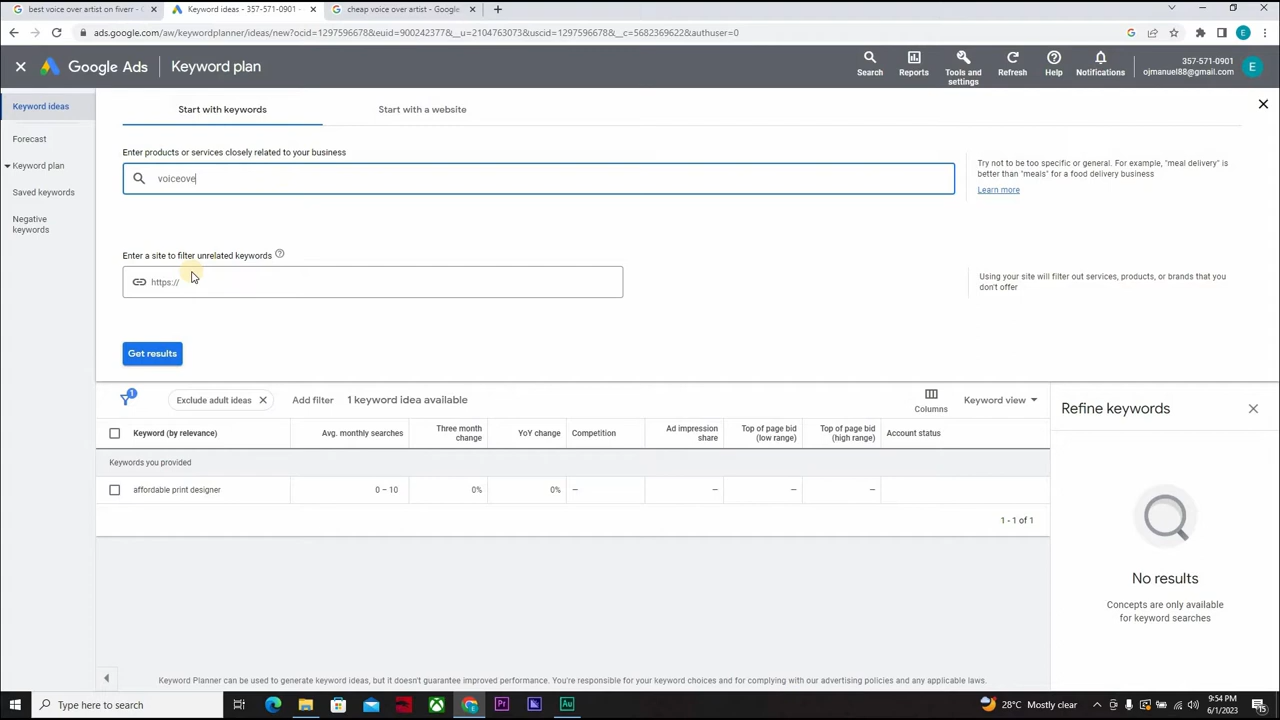 best voice over artist on fiverr -
Keyword ideas - 357-571-0901 -
cheap voice over artist - Google
ads.google.com/aw/keywordplanner/ideas/new?ocid=1297596678&euid=900242377&__u=2104763073&uscid=1297596678&__c=5682369622&authuser=0
E
Google Ads
Keyword plan
Search
Reports
Tools and
settings
Refresh
Help
Notifications
357-571-0901
ojmanuel88@gmail.com
E
Keyword ideas
Forecast
Keyword plan
Saved keywords
Negative
keywords
Start with keywords
Start with a website
Enter products or services closely related to your business
voiceove
Try not to be too specific or general. For example, "meal delivery" is
better than "meals" for a food delivery business
Learn more
Enter a site to filter unrelated keywords
https://
Using your site will filter out services, products, or brands that you
don't offer
Get results
1
Exclude adult ideas
Add filter
1 keyword idea available
Columns
Keyword view
Refine keywords
Keyword (by relevance)
Avg. monthly searches
Three month
change
YoY change
Competition
Ad impression
share
Top of page bid
(low range)
Top of page bid
(high range)
Account status
Keywords you provided
affordable print designer
0 – 10
0%
0%
–
–
–
–
1 - 1 of 1
No results
Concepts are only available
for keyword searches
Keyword Planner can be used to generate keyword ideas, but it doesn't guarantee improved performance. You're responsible for your keyword choices and for complying with our advertising policies and any applicable laws.
Type here to search
Pr
Au
28°C Mostly clear
9:54 PM
6/1/2023